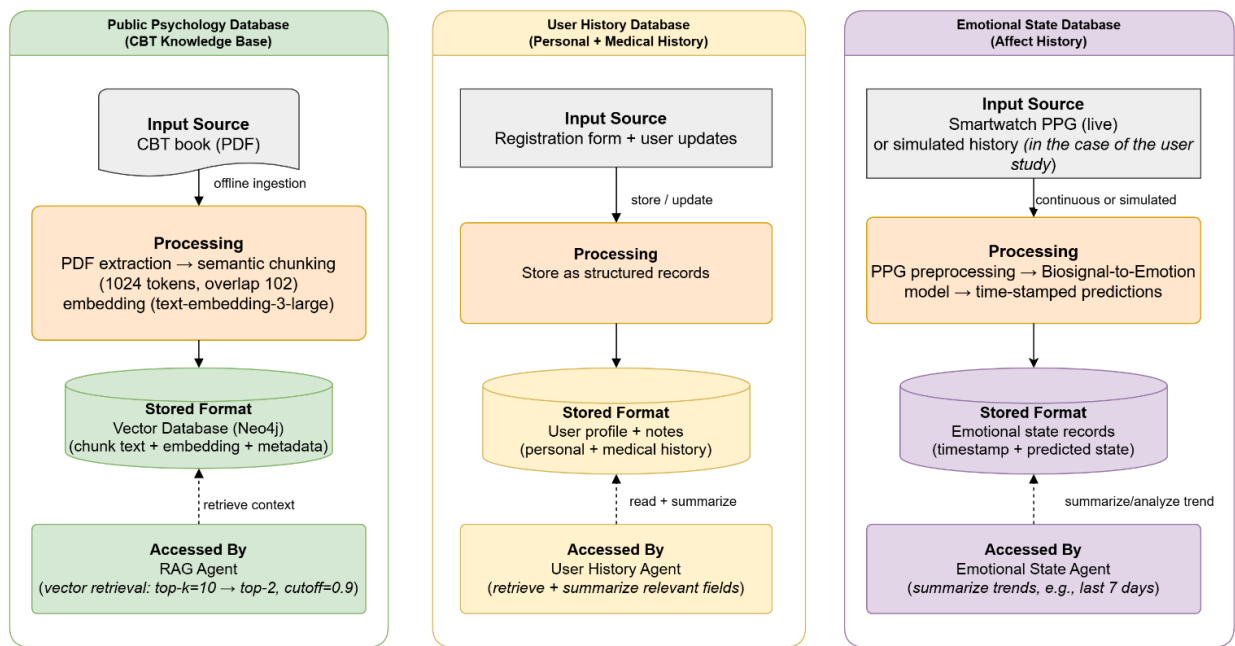 Public Psychology Database
(CBT Knowledge Base)
Input Source
CBT book (PDF)
offline ingestion
Processing
PDF extraction → semantic chunking
(1024 tokens, overlap 102)
embedding (text-embedding-3-large)
Stored Format
Vector Database (Neo4j)
(chunk text + embedding + metadata)
retrieve context
Accessed By
RAG Agent
(vector retrieval: top-k=10 → top-2, cutoff=0.9)
User History Database
(Personal + Medical History)
Input Source
Registration form + user updates
store / update
Processing
Store as structured records
Stored Format
User profile + notes
(personal + medical history)
read + summarize
Accessed By
User History Agent
(retrieve + summarize relevant fields)
Emotional State Database
(Affect History)
Input Source
Smartwatch PPG (live)
or simulated history (in the case of the user
study)
continuous or simulated
Processing
PPG preprocessing → Biosignal-to-Emotion
model → time-stamped predictions
Stored Format
Emotional state records
(timestamp + predicted state)
summarize/analyze trend
Accessed By
Emotional State Agent
(summarize trends, e.g., last 7 days)